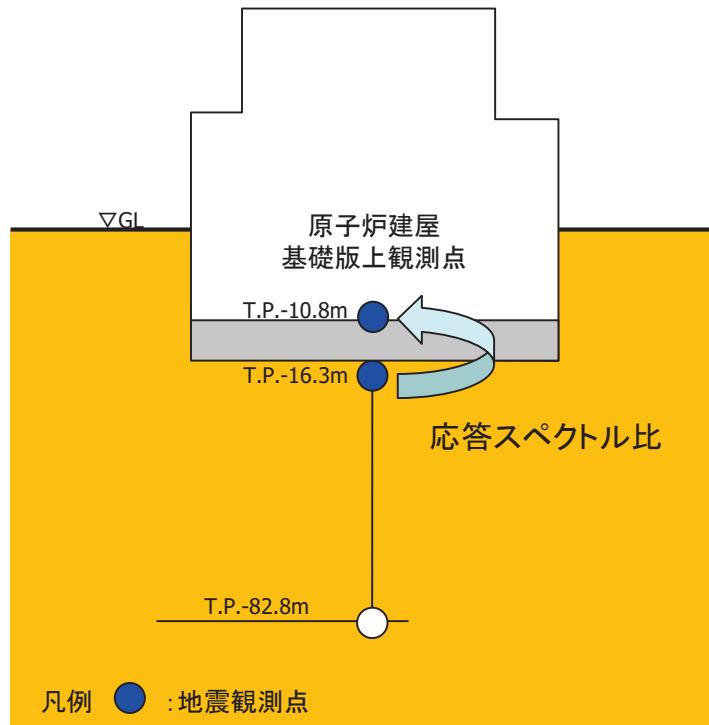 ▽GL
原子炉建屋
基礎版上観測点
T.P.-10.8m
T.P.-16.3m
応答スペクトル比
T.P.-82.8m
凡例 :地震観測点